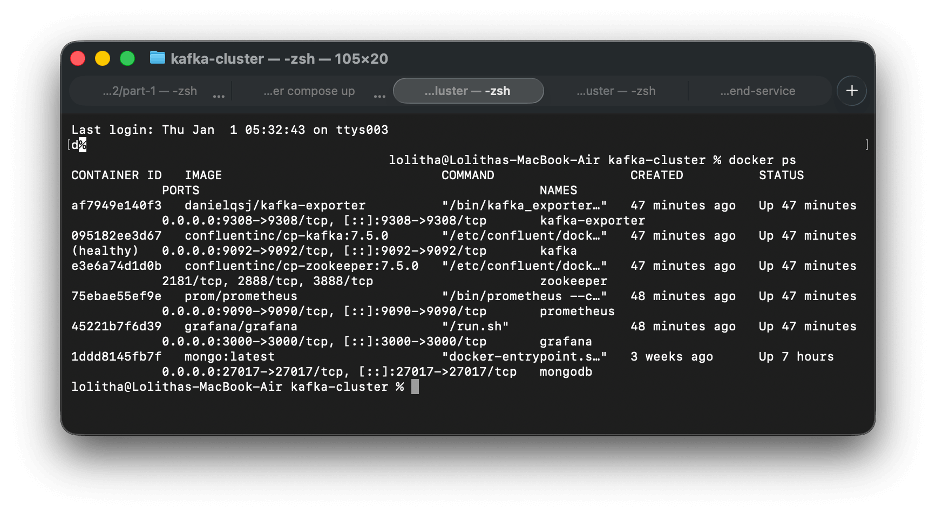 kafka-cluster — -zsh — 105×20
...2/part-1 — -zsh ... ...er compose up ... ...luster — -zsh ...uster — -zsh ...end-service +
Last login: Thu Jan  1 05:32:43 on ttys003
[d% ]
lolitha@Lolithas-MacBook-Air kafka-cluster % docker ps
CONTAINER ID   IMAGE                             COMMAND                  CREATED          STATUS
PORTS                                             NAMES
af7949e140f3   danielqsj/kafka-exporter          "/bin/kafka_exporter…"   47 minutes ago   Up 47 minutes
0.0.0.0:9308->9308/tcp, [::]:9308->9308/tcp       kafka-exporter
095182ee3d67   confluentinc/cp-kafka:7.5.0       "/etc/confluent/dock…"   47 minutes ago   Up 47 minutes
(healthy)   0.0.0.0:9092->9092/tcp, [::]:9092->9092/tcp       kafka
e3e6a74d1d0b   confluentinc/cp-zookeeper:7.5.0   "/etc/confluent/dock…"   47 minutes ago   Up 47 minutes
2181/tcp, 2888/tcp, 3888/tcp                      zookeeper
75ebae55ef9e   prom/prometheus                   "/bin/prometheus --c…"   48 minutes ago   Up 47 minutes
0.0.0.0:9090->9090/tcp, [::]:9090->9090/tcp       prometheus
45221b7f6d39   grafana/grafana                   "/run.sh"                48 minutes ago   Up 47 minutes
0.0.0.0:3000->3000/tcp, [::]:3000->3000/tcp       grafana
1ddd8145fb7f   mongo:latest                      "docker-entrypoint.s…"   3 weeks ago      Up 7 hours
0.0.0.0:27017->27017/tcp, [::]:27017->27017/tcp   mongodb
lolitha@Lolithas-MacBook-Air kafka-cluster %